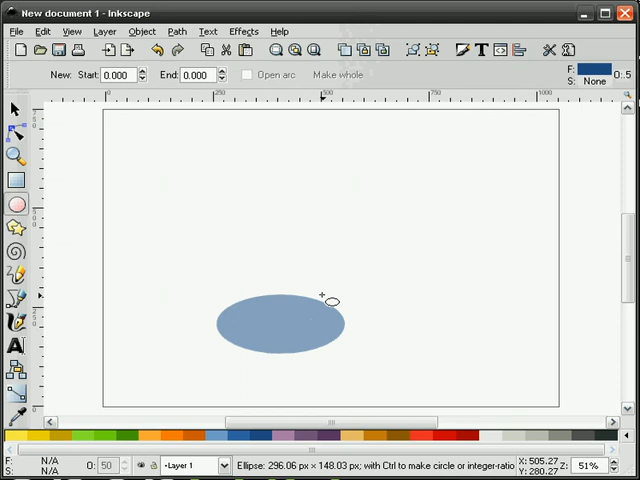 New document 1 - Inkscape
File Edit View Layer Object Path Text Effects Help
New: Start: 0.000 End: 0.000 Open arc Make whole F: S: None O:.5
0 250 500 750 1000
F: N/A S: N/A O: 50 •Layer 1 Ellipse: 296.06 px × 148.03 px; with Ctrl to make circle or integer-ratio X: 505.27 Y: 280.27 Z: 51%